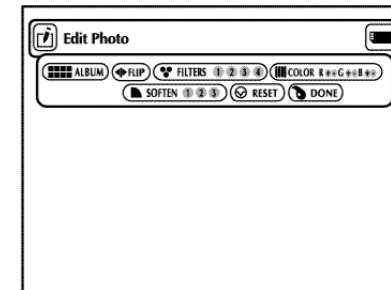 Edit Photo
ALBUM FLIP FILTERS 1 2 3 4 COLOR R G B
SOFTEN 1 2 3 RESET DONE